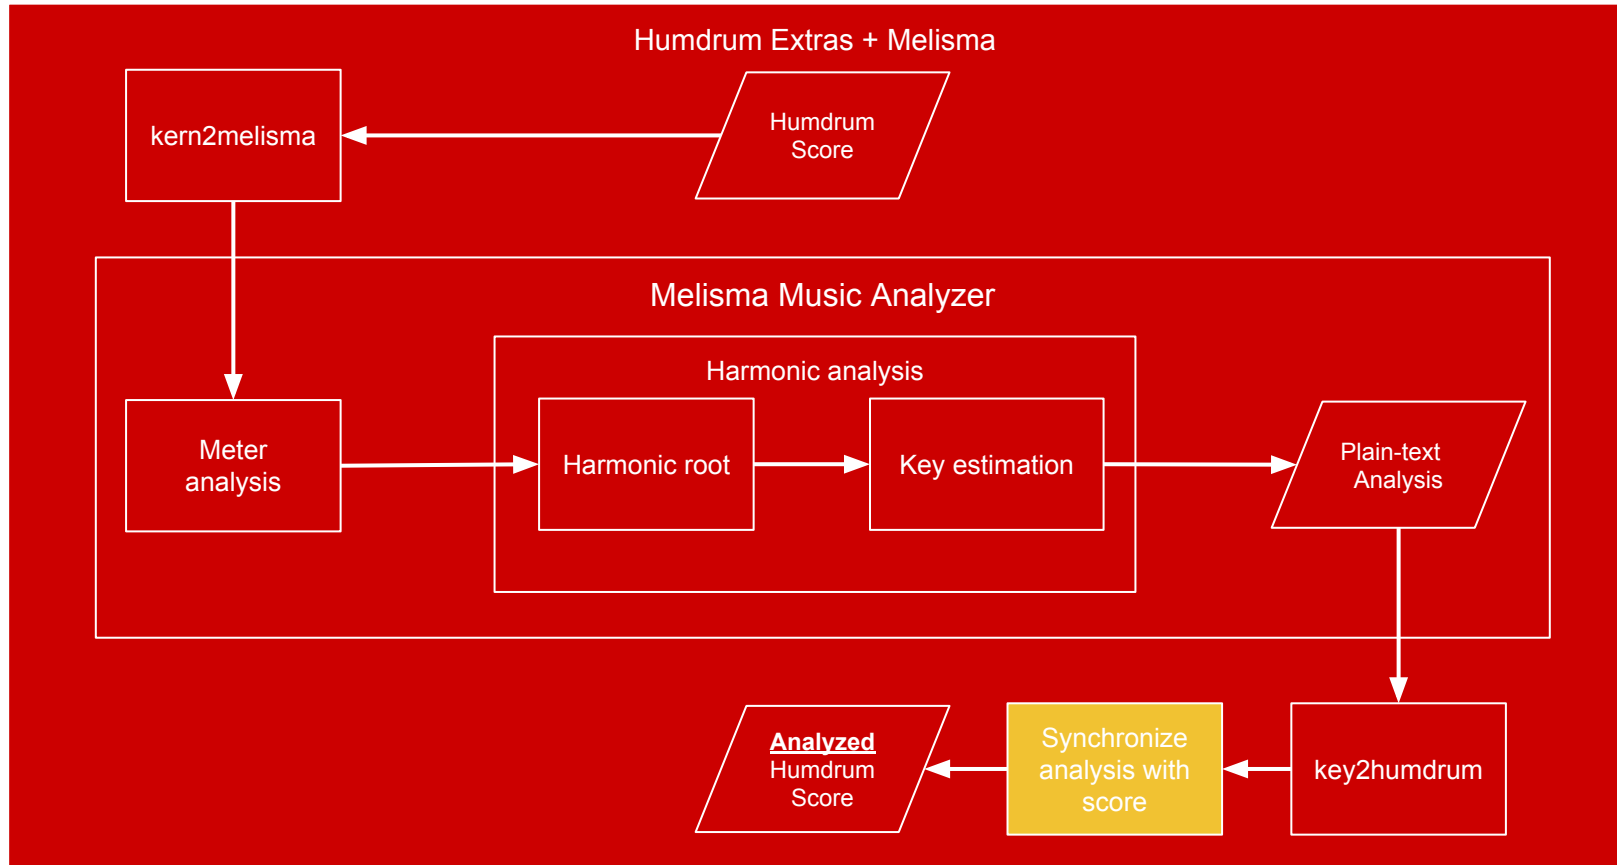 Humdrum Extras + Melisma
kern2melisma
Humdrum
Score
Melisma Music Analyzer
Harmonic analysis
Meter
analysis
Harmonic root
Key estimation
Plain-text
Analysis
Analyzed
Humdrum
Score
Synchronize
analysis with
score
key2humdrum